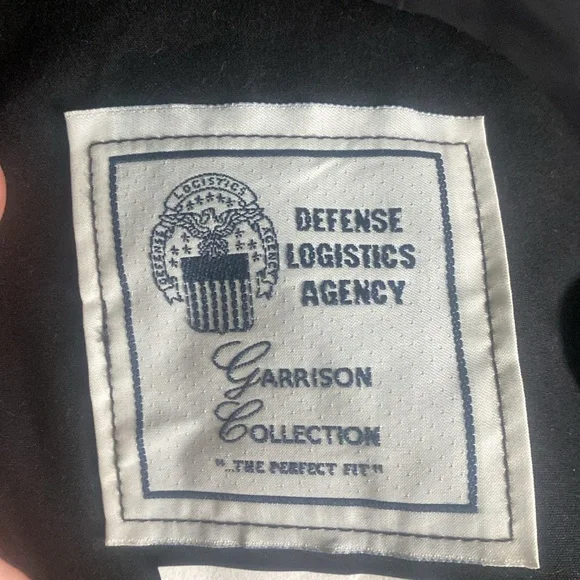 DEFENSE LOGISTICS AGENCY
DEFENSE
LOGISTICS
AGENCY
GARRISON
COLLECTION
"...THE PERFECT FIT"